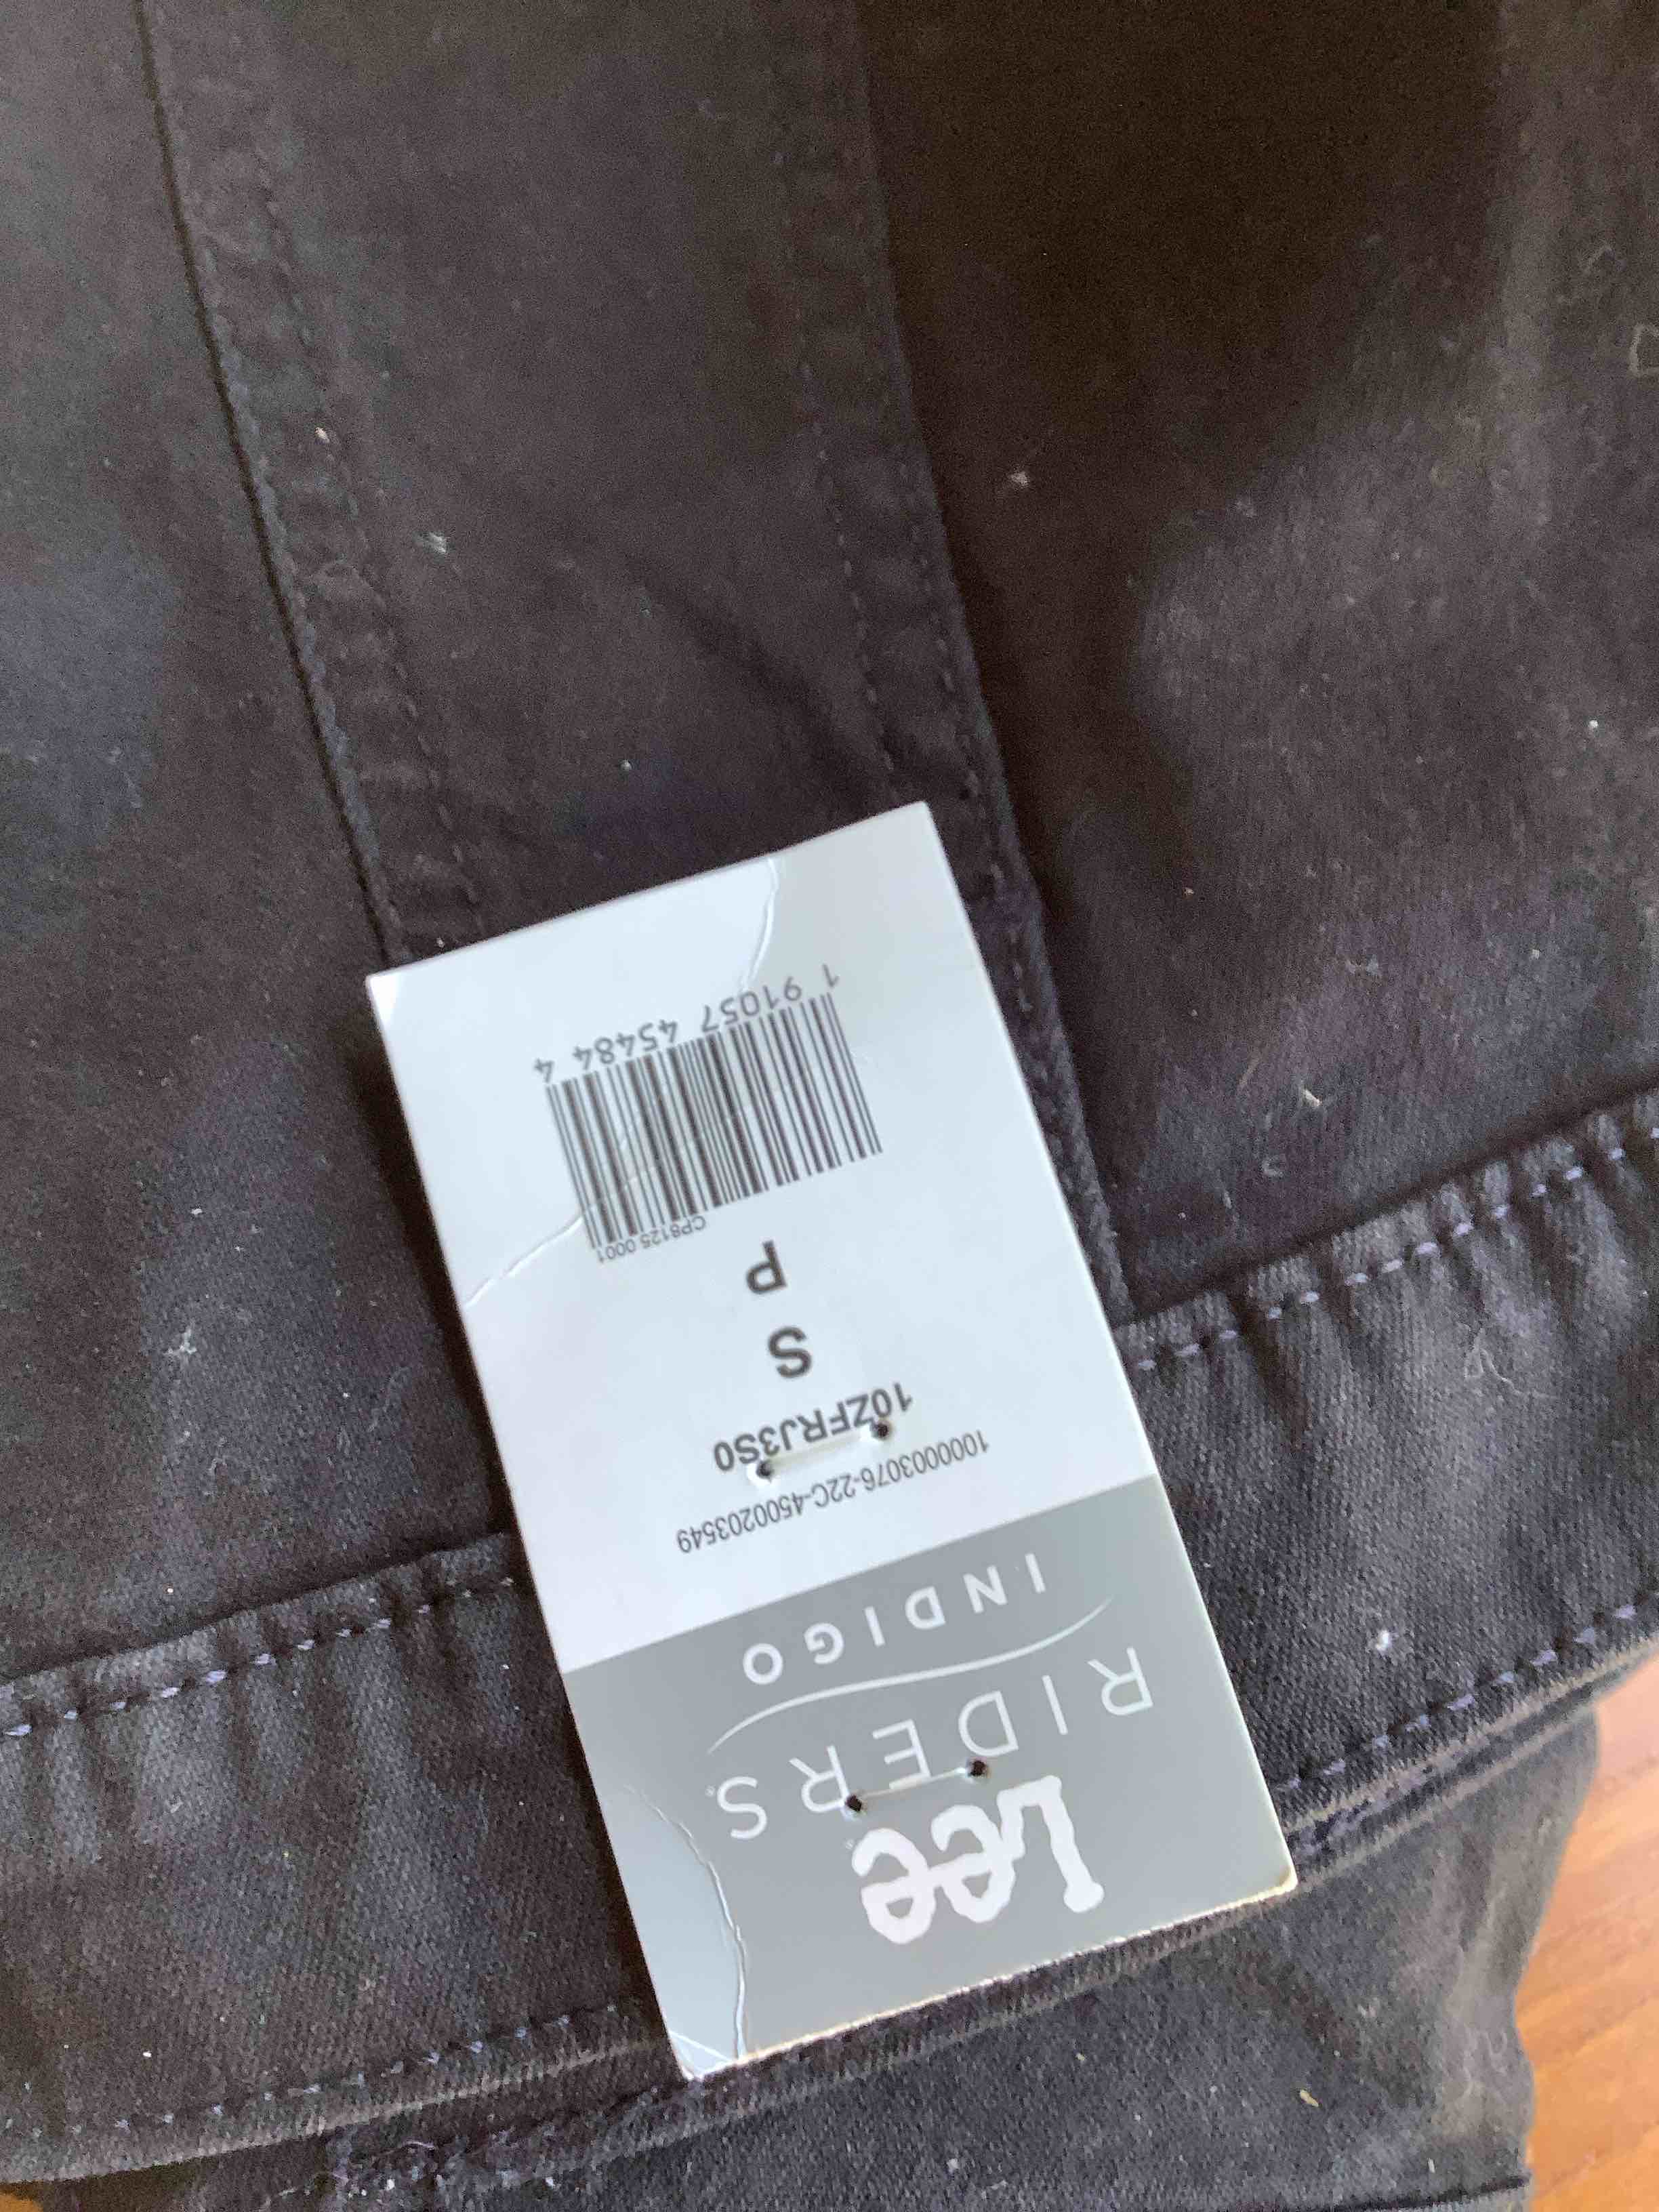 Lee
RIDERS
INDIGO
1000003076-22C-4500203549
10ZFRJ3S0
S
P
CP8125 0001
1 91057 45484 4